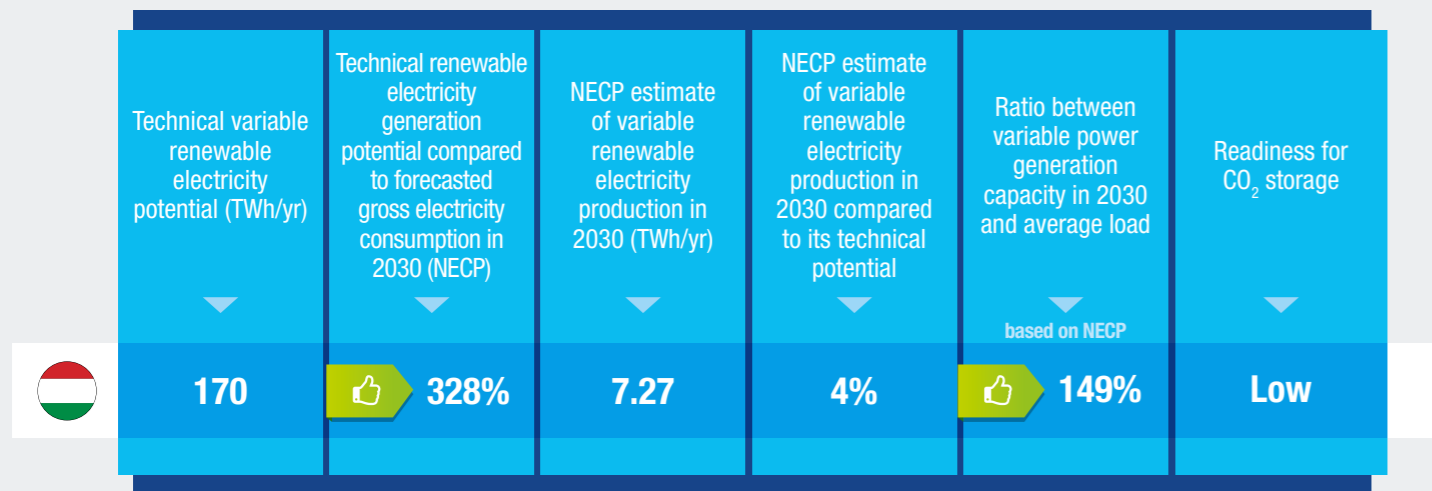 Technical variable
renewable
electricity
potential (TWh/yr)
Technical renewable
electricity
generation
potential compared
to forecasted
gross electricity
consumption in
2030 (NECP)
NECP estimate
of variable
renewable
electricity
production in
2030 (TWh/yr)
NECP estimate
of variable
renewable
electricity
production in
2030 compared
to its technical
potential
Ratio between
variable power
generation
capacity in 2030
and average load
based on NECP
Readiness for
CO₂ storage
170
328%
7.27
4%
149%
Low